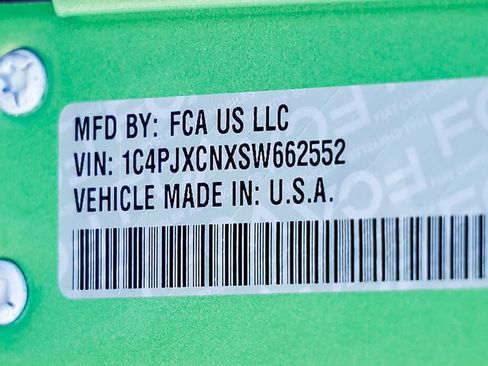 MFD BY: FCA US LLC
VIN: 1C4PJXCNXSW662552
VEHICLE MADE IN: U.S.A.